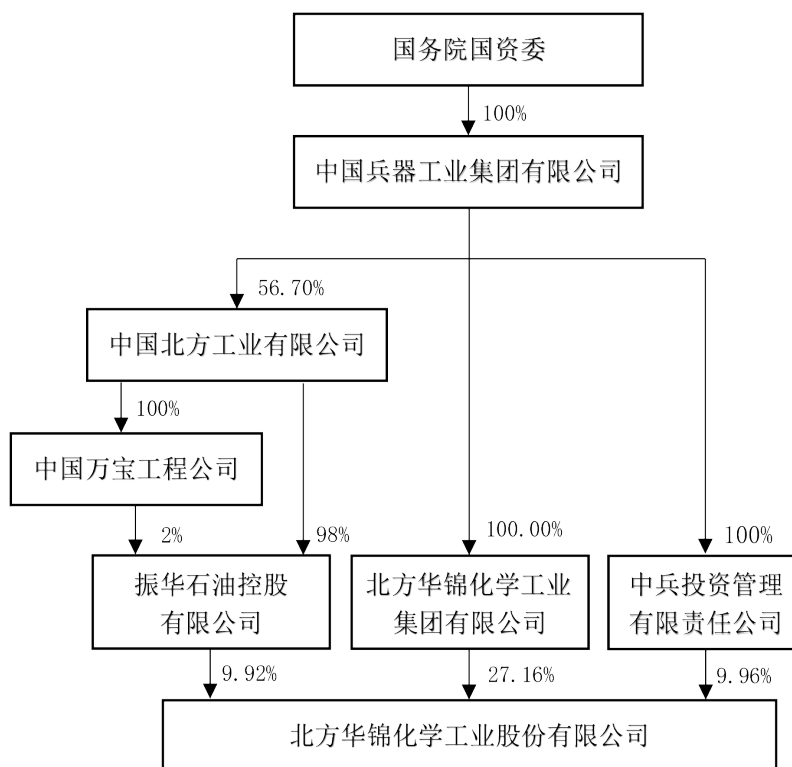 国务院国资委
100%
中国兵器工业集团有限公司
56.70%
中国北方工业有限公司
100%
中国万宝工程公司
2%
98%
100.00%
100%
振华石油控股
有限公司
北方华锦化学工业
集团有限公司
中兵投资管理
有限责任公司
9.92%
27.16%
9.96%
北方华锦化学工业股份有限公司